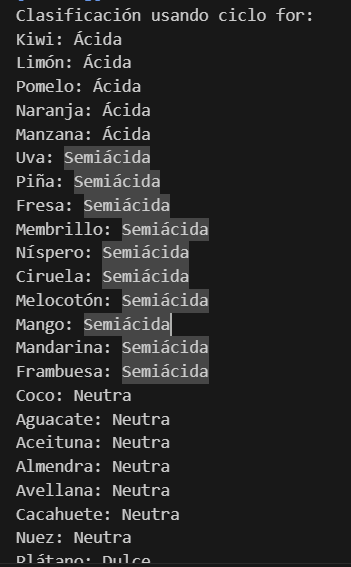 Clasificación usando ciclo for:
Kiwi: Ácida
Limón: Ácida
Pomelo: Ácida
Naranja: Ácida
Manzana: Ácida
Uva: Semiácida
Piña: Semiácida
Fresa: Semiácida
Membrillo: Semiácida
Níspero: Semiácida
Ciruela: Semiácida
Melocotón: Semiácida
Mango: Semiácida
Mandarina: Semiácida
Frambuesa: Semiácida
Coco: Neutra
Aguacate: Neutra
Aceituna: Neutra
Almendra: Neutra
Avellana: Neutra
Cacahuete: Neutra
Nuez: Neutra
Plátano: Dulce